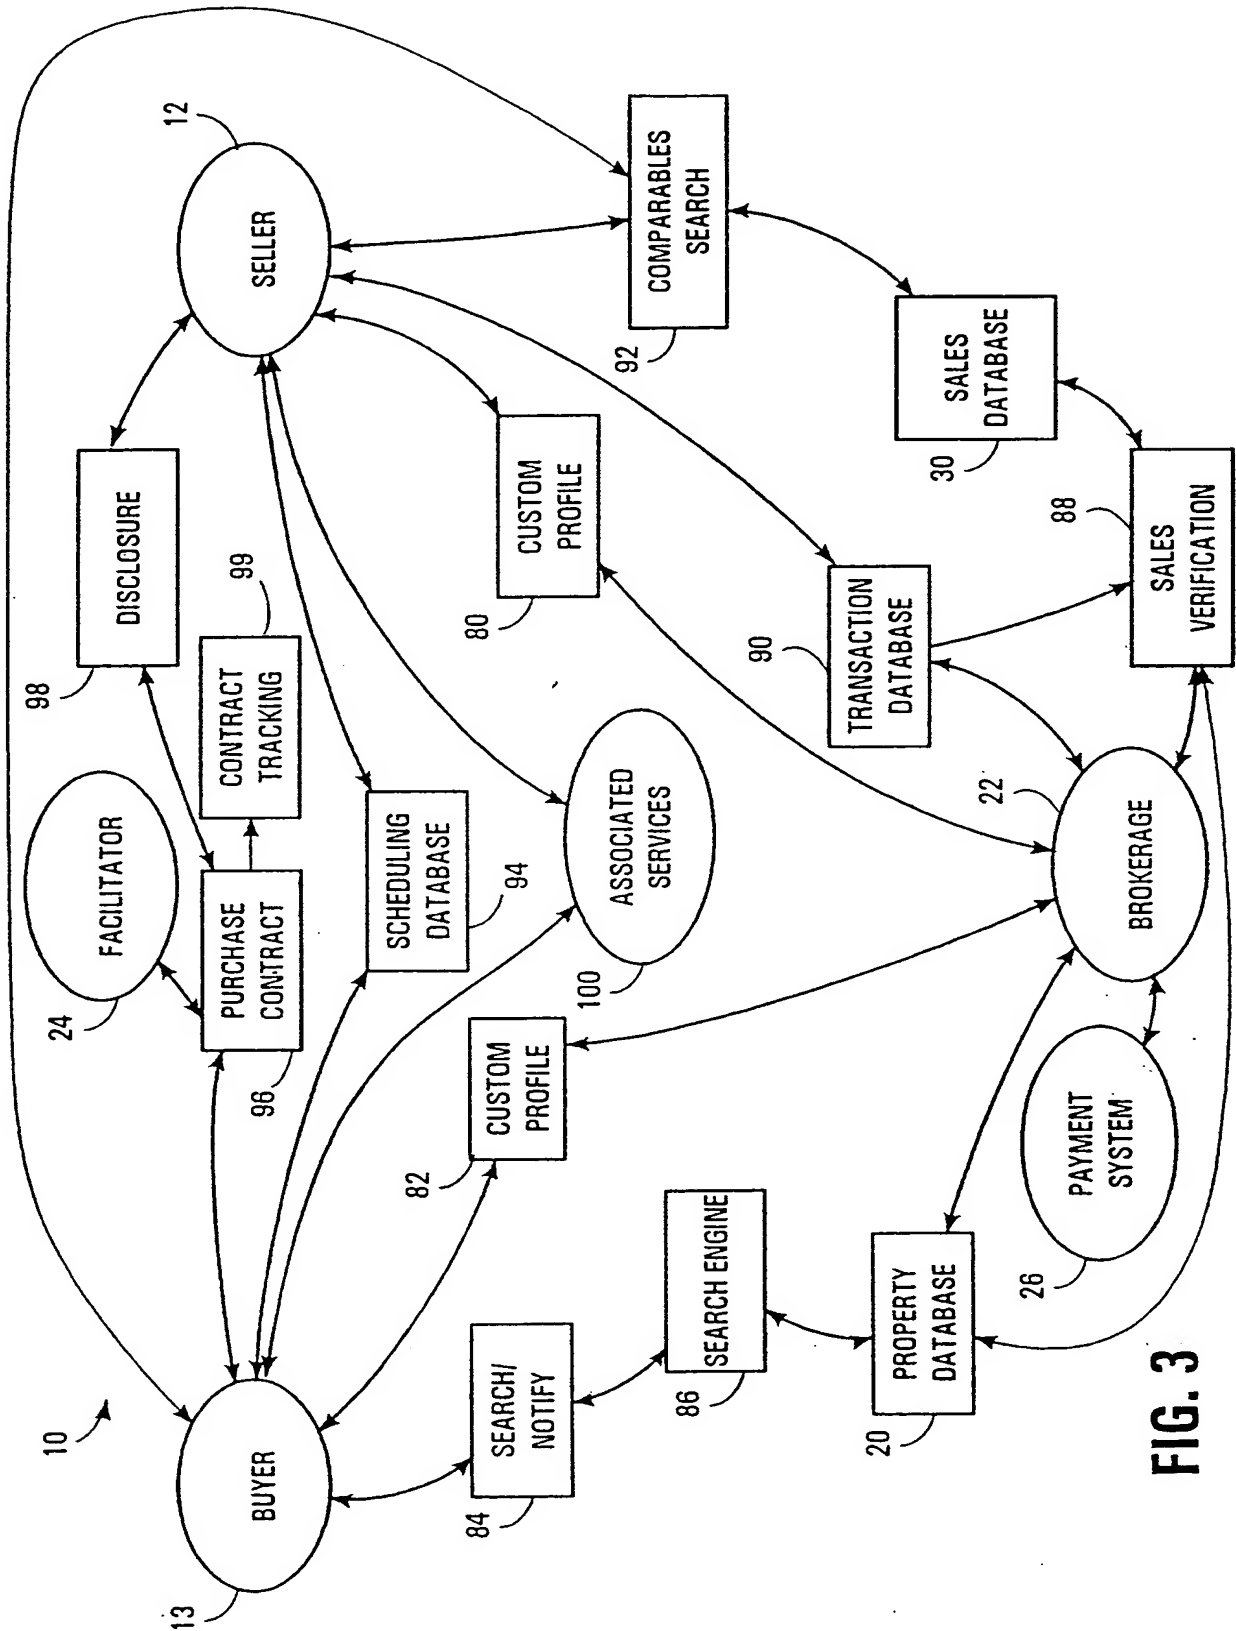 10
13
BUYER
24
FACILITATOR
96
PURCHASE
CONTRACT
98
DISCLOSURE
99
CONTRACT
TRACKING
12
SELLER
94
SCHEDULING
DATABASE
84
SEARCH/
NOTIFY
82
CUSTOM
PROFILE
100
ASSOCIATED
SERVICES
80
CUSTOM
PROFILE
92
COMPARABLES
SEARCH
86
SEARCH ENGINE
20
PROPERTY
DATABASE
90
TRANSACTION
DATABASE
30
SALES
DATABASE
26
PAYMENT
SYSTEM
22
BROKERAGE
88
SALES
VERIFICATION
FIG. 3